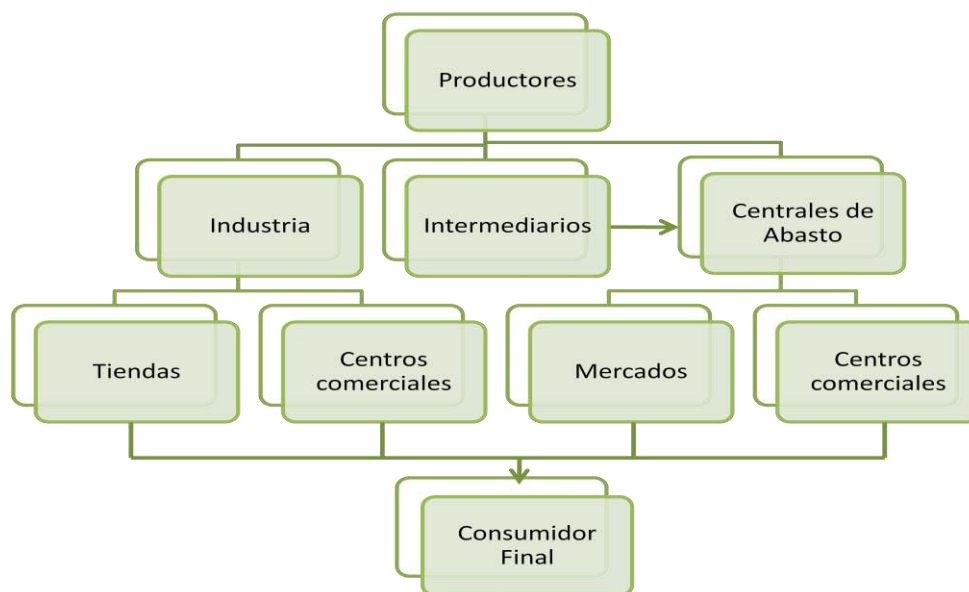 Productores
Industria
Intermediarios
Centrales de
Abasto
Tiendas
Centros
comerciales
Mercados
Centros
comerciales
Consumidor
Final